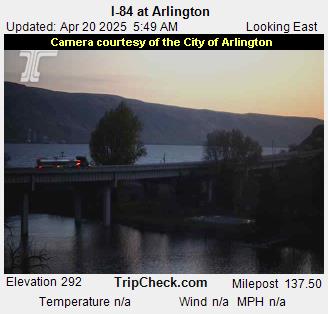 I-84 at Arlington
Updated: Apr 20 2025 5:49 AM Looking East
Camera courtesy of the City of Arlington
Elevation 292 TripCheck.com Milepost 137.50
Temperature n/a Wind n/a MPH n/a